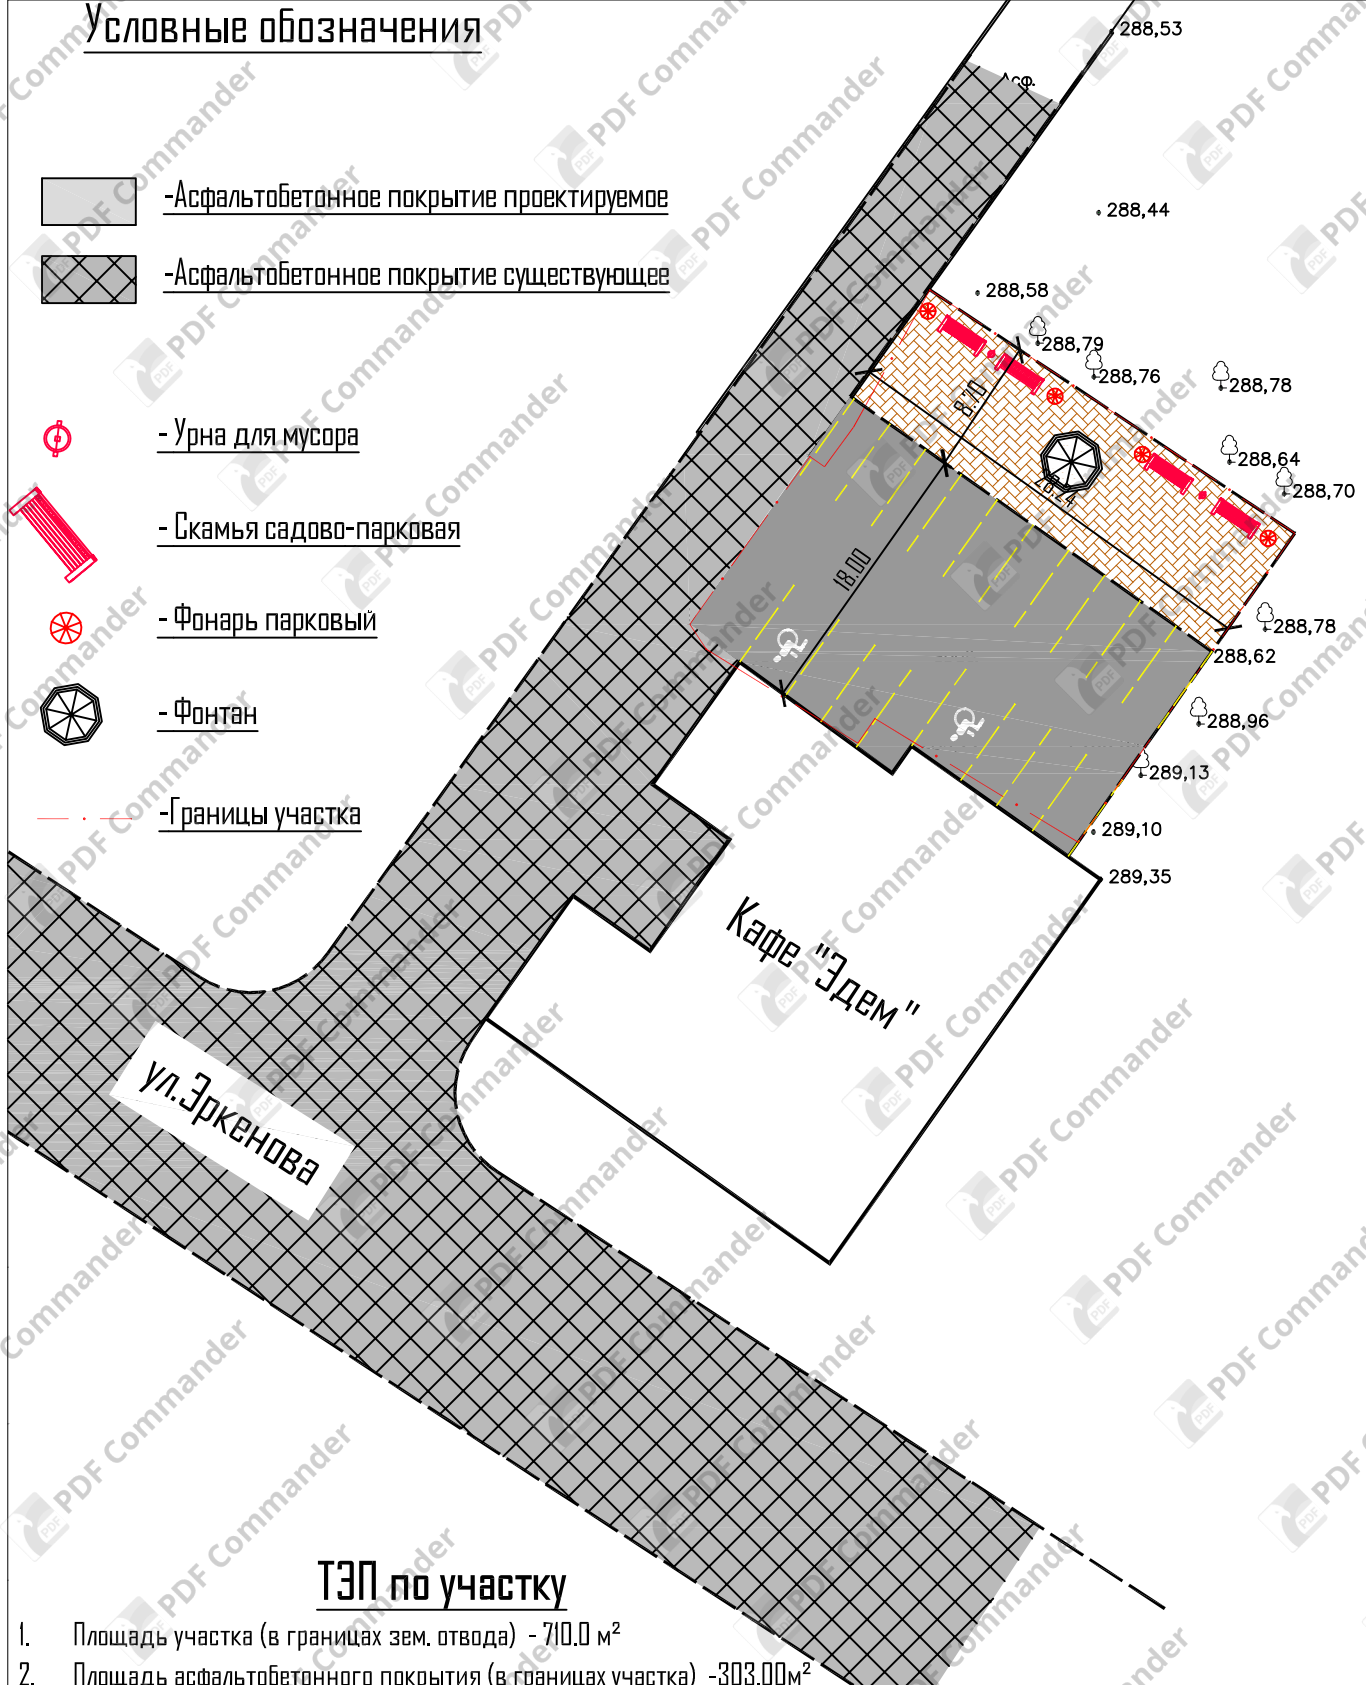 Условные обозначения
288,53
Асф.
-Асфальтобетонное покрытие проектируемое
288,44
-Асфальтобетонное покрытие существующее
288,58
288,79
288,76
288,78
8.70
- Урна для мусора
288,64
288,70
28.24
- Скамья садово-парковая
18.00
- Фонарь парковый
288,78
288,62
- Фонтан
288,96
289,13
-Границы участка
289,10
289,35
Кафе "Эдем"
ул.Эркенова
ТЭП по участку
1. Площадь участка (в границах зем. отвода) - 710.0 м²
2. Площадь асфальтобетонного покрытия (в границах участка) -303.00м²
PDF Commander